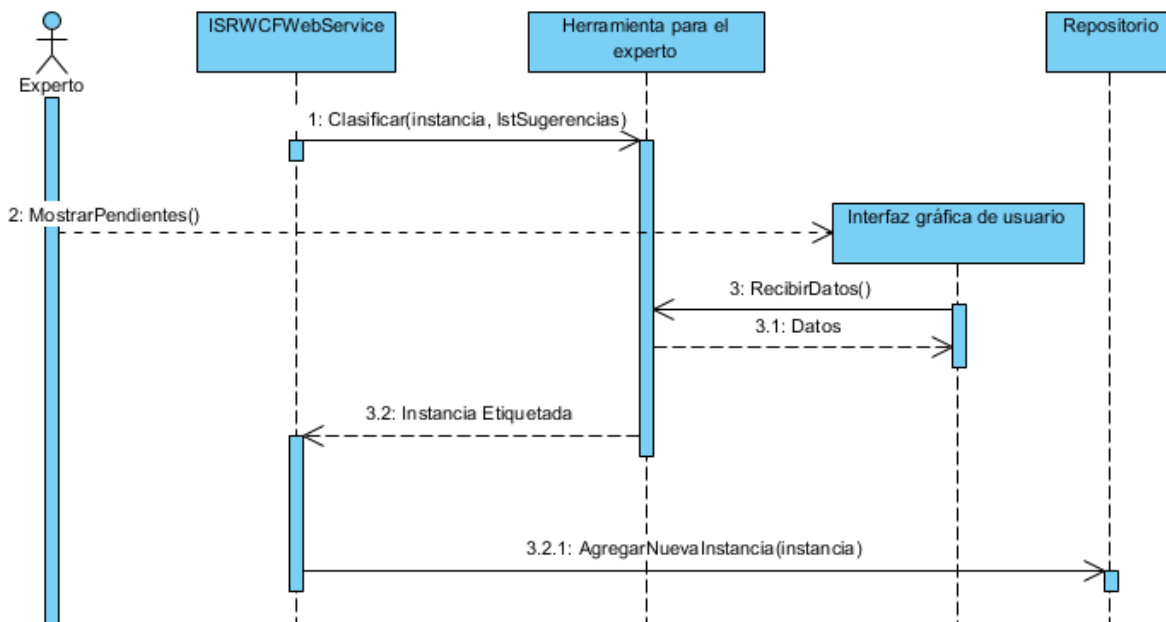 Experto
ISRWCFWebService
Herramienta para el
experto
Repositorio
1: Clasificar(instancia, lstSugerencias)
2: MostrarPendientes()
Interfaz gráfica de usuario
3: RecibirDatos()
3.1: Datos
3.2: Instancia Etiquetada
3.2.1: AgregarNuevaInstancia(instancia)